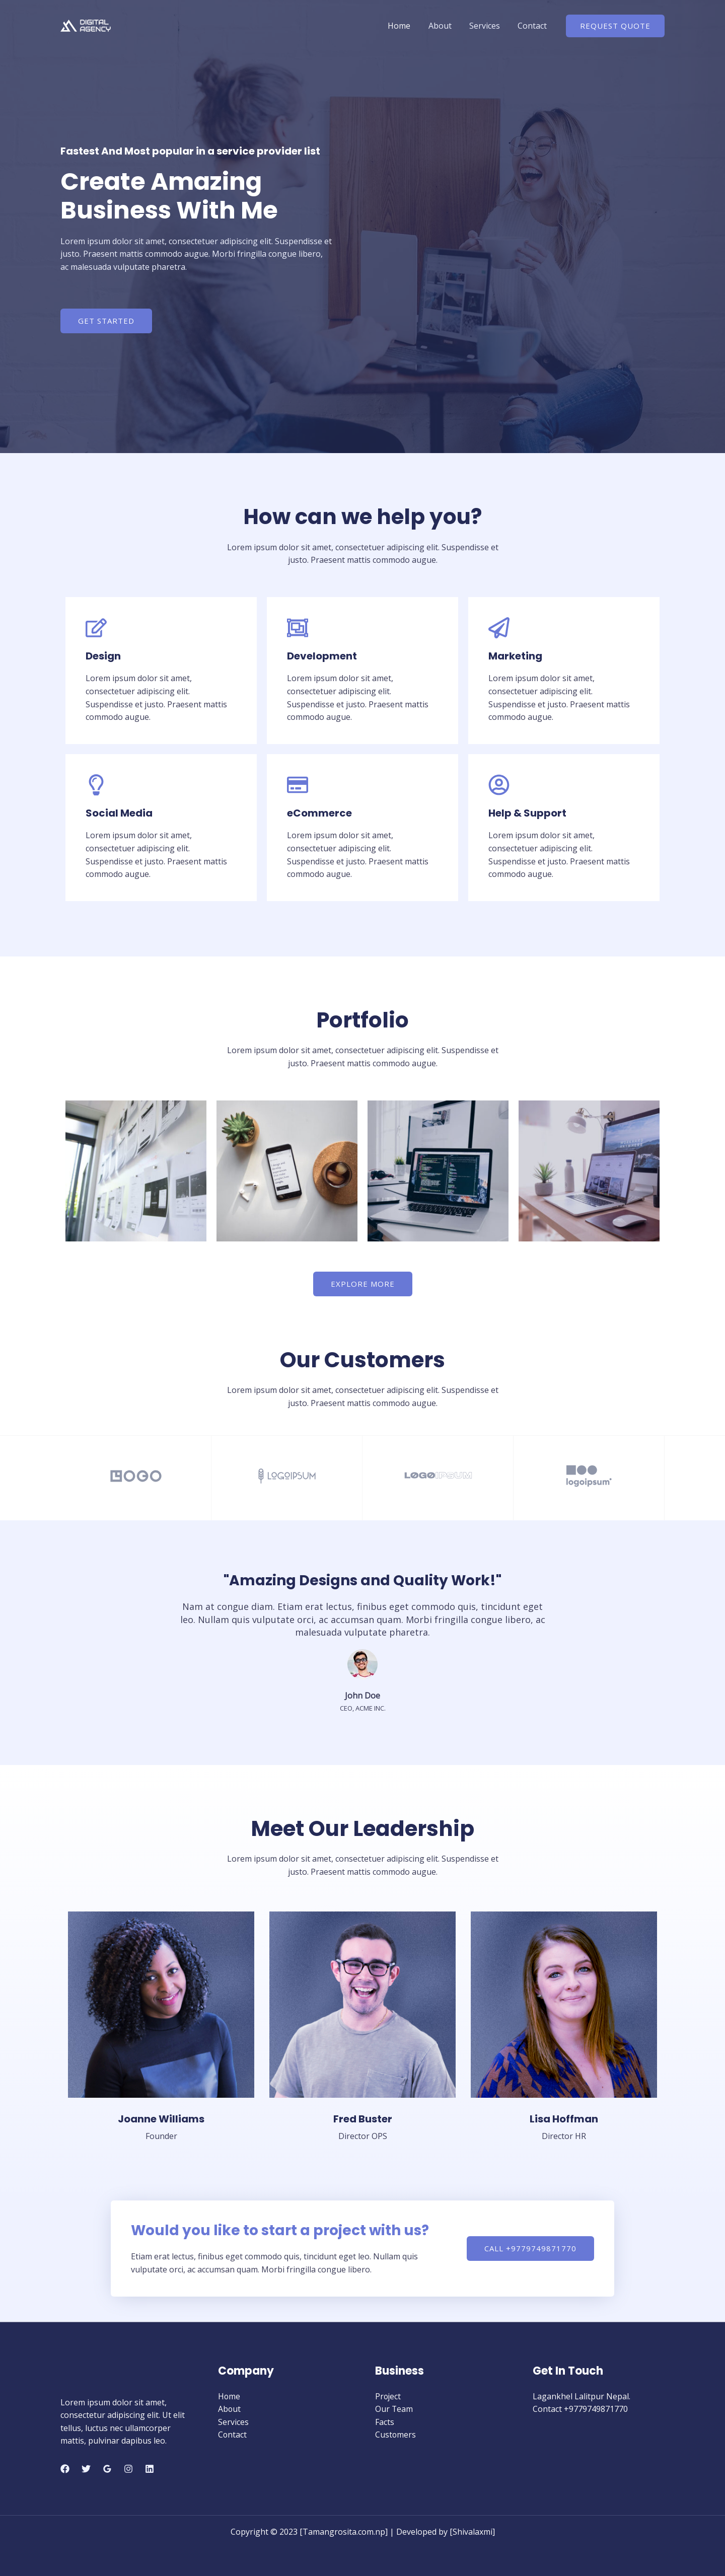 DIGITAL
AGENCY
Home
About
Services
Contact
REQUEST QUOTE
Fastest And Most popular in a service provider list
Create Amazing
Business With Me
Lorem ipsum dolor sit amet, consectetuer adipiscing elit. Suspendisse et
justo. Praesent mattis commodo augue. Morbi fringilla congue libero,
ac malesuada vulputate pharetra.
GET STARTED
How can we help you?
Lorem ipsum dolor sit amet, consectetuer adipiscing elit. Suspendisse et
justo. Praesent mattis commodo augue.
Design
Lorem ipsum dolor sit amet,
consectetuer adipiscing elit.
Suspendisse et justo. Praesent mattis
commodo augue.
Development
Lorem ipsum dolor sit amet,
consectetuer adipiscing elit.
Suspendisse et justo. Praesent mattis
commodo augue.
Marketing
Lorem ipsum dolor sit amet,
consectetuer adipiscing elit.
Suspendisse et justo. Praesent mattis
commodo augue.
Social Media
Lorem ipsum dolor sit amet,
consectetuer adipiscing elit.
Suspendisse et justo. Praesent mattis
commodo augue.
eCommerce
Lorem ipsum dolor sit amet,
consectetuer adipiscing elit.
Suspendisse et justo. Praesent mattis
commodo augue.
Help & Support
Lorem ipsum dolor sit amet,
consectetuer adipiscing elit.
Suspendisse et justo. Praesent mattis
commodo augue.
Portfolio
Lorem ipsum dolor sit amet, consectetuer adipiscing elit. Suspendisse et
justo. Praesent mattis commodo augue.
EXPLORE MORE
Our Customers
Lorem ipsum dolor sit amet, consectetuer adipiscing elit. Suspendisse et
justo. Praesent mattis commodo augue.
LOGO
LOGOIPSUM
LOGOIPSUM
logoipsum
"Amazing Designs and Quality Work!"
Nam at congue diam. Etiam erat lectus, finibus eget commodo quis, tincidunt eget
leo. Nullam quis vulputate orci, ac accumsan quam. Morbi fringilla congue libero, ac
malesuada vulputate pharetra.
John Doe
CEO, ACME INC.
Meet Our Leadership
Lorem ipsum dolor sit amet, consectetuer adipiscing elit. Suspendisse et
justo. Praesent mattis commodo augue.
Joanne Williams
Founder
Fred Buster
Director OPS
Lisa Hoffman
Director HR
Would you like to start a project with us?
Etiam erat lectus, finibus eget commodo quis, tincidunt eget leo. Nullam quis
vulputate orci, ac accumsan quam. Morbi fringilla congue libero.
CALL +9779749871770
Lorem ipsum dolor sit amet,
consectetur adipiscing elit. Ut elit
tellus, luctus nec ullamcorper
mattis, pulvinar dapibus leo.
Company
Home
About
Services
Contact
Business
Project
Our Team
Facts
Customers
Get In Touch
Lagankhel Lalitpur Nepal.
Contact +9779749871770
Copyright © 2023 [Tamangrosita.com.np] | Developed by [Shivalaxmi]